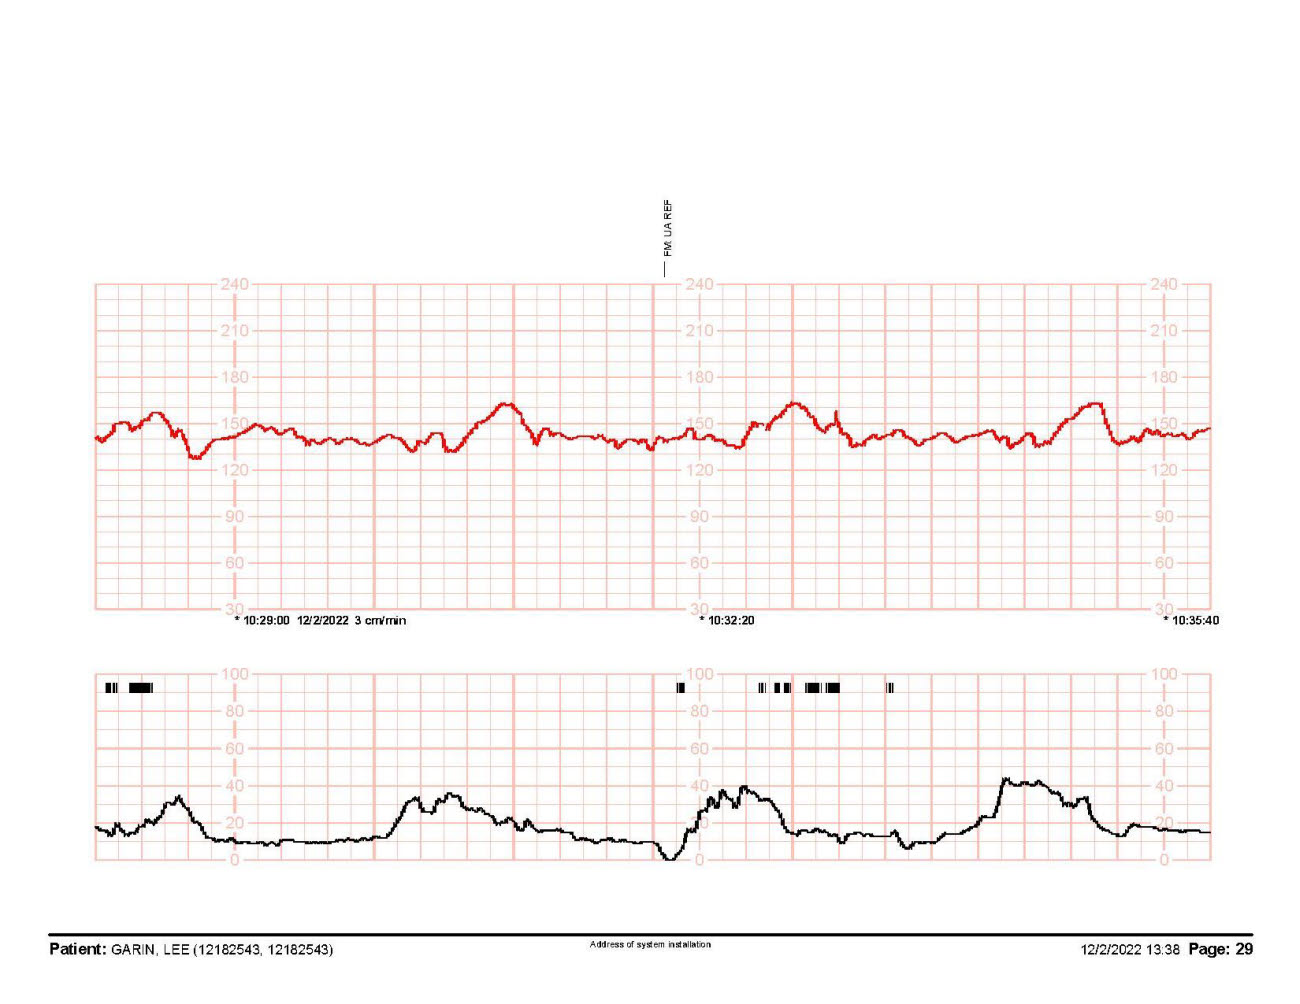 FM: UA REF
240 240 240
210 210 210
180 180 180
150 150 150
120 120 120
90 90 90
60 60 60
30 30 30
* 10:29:00 12/2/2022 3 cm/min * 10:32:20 * 10:35:40
100 100 100
80 80 80
60 60 60
40 40 40
20 20 20
0 0 0
Address of system installation
Patient: GARIN, LEE (12182543, 12182543) 12/2/2022 13:38 Page: 29